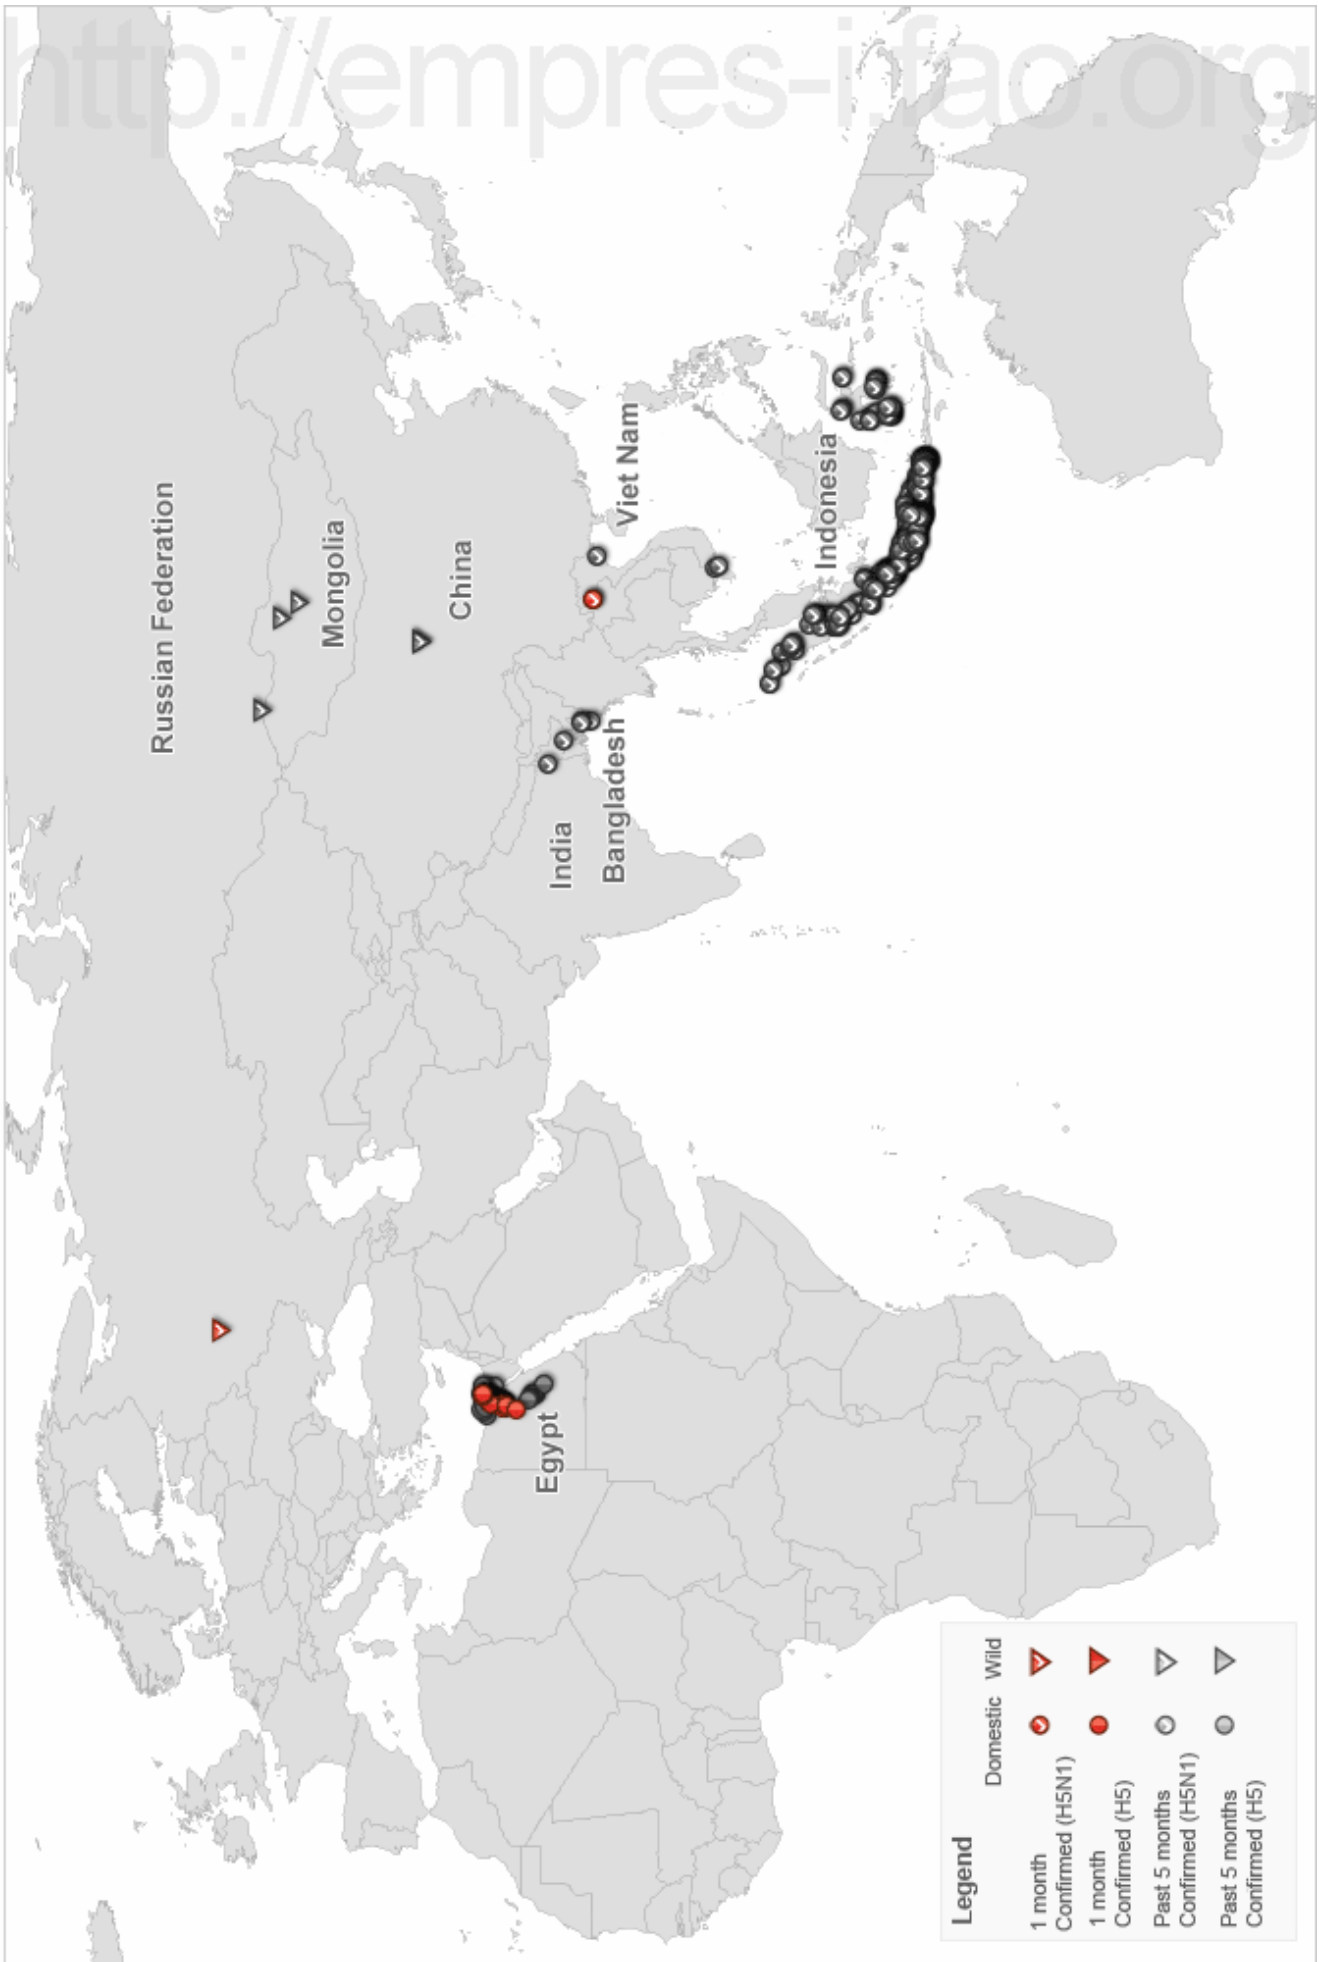 http://empres-i.fao.org
Russian Federation
Mongolia
China
Viet Nam
India
Bangladesh
Egypt
Indonesia
Legend
Domestic Wild
1 month
Confirmed (H5N1)
1 month
Confirmed (H5)
Past 5 months
Confirmed (H5N1)
Past 5 months
Confirmed (H5)